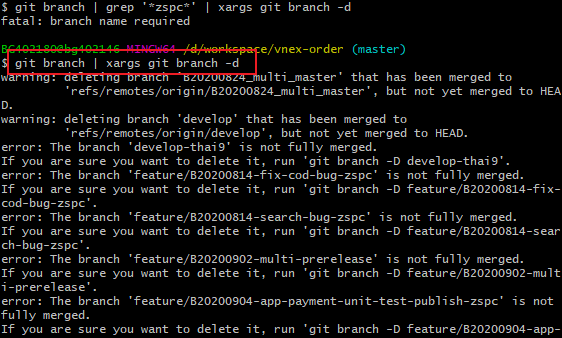 $ git branch | grep '*zspc*' | xargs git branch -d
fatal: branch name required
BG402180@bg402146 MINGW64 /d/workspace/vnex-order (master)
$ git branch | xargs git branch -d
warning: deleting branch 'B20200824_multi_master' that has been merged to
'refs/remotes/origin/B20200824_multi_master', but not yet merged to HEA
D.
warning: deleting branch 'develop' that has been merged to
'refs/remotes/origin/develop', but not yet merged to HEAD.
error: The branch 'develop-thai9' is not fully merged.
If you are sure you want to delete it, run 'git branch -D develop-thai9'.
error: The branch 'feature/B20200814-fix-cod-bug-zspc' is not fully merged.
If you are sure you want to delete it, run 'git branch -D feature/B20200814-fix-
cod-bug-zspc'.
error: The branch 'feature/B20200814-search-bug-zspc' is not fully merged.
If you are sure you want to delete it, run 'git branch -D feature/B20200814-sear
ch-bug-zspc'.
error: The branch 'feature/B20200902-multi-prerelease' is not fully merged.
If you are sure you want to delete it, run 'git branch -D feature/B20200902-mult
i-prerelease'.
error: The branch 'feature/B20200904-app-payment-unit-test-publish-zspc' is not
fully merged.
If you are sure you want to delete it, run 'git branch -D feature/B20200904-app-